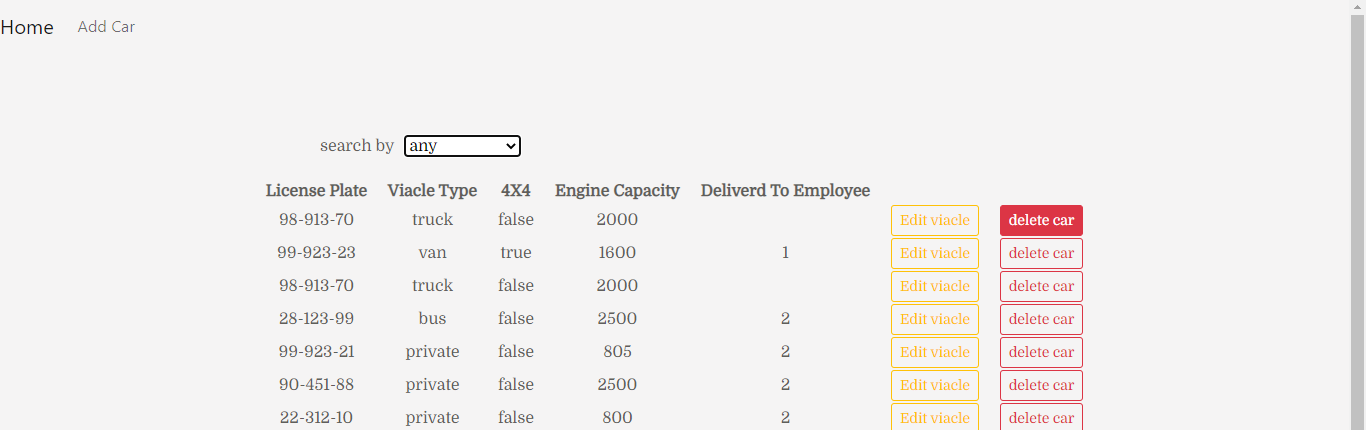 Home Add Car
search by any
License Plate Viacle Type 4X4 Engine Capacity Deliverd To Employee
98-913-70 truck false 2000 Edit viacle delete car
99-923-23 van true 1600 1 Edit viacle delete car
98-913-70 truck false 2000 Edit viacle delete car
28-123-99 bus false 2500 2 Edit viacle delete car
99-923-21 private false 805 2 Edit viacle delete car
90-451-88 private false 2500 2 Edit viacle delete car
22-312-10 private false 800 2 Edit viacle delete car